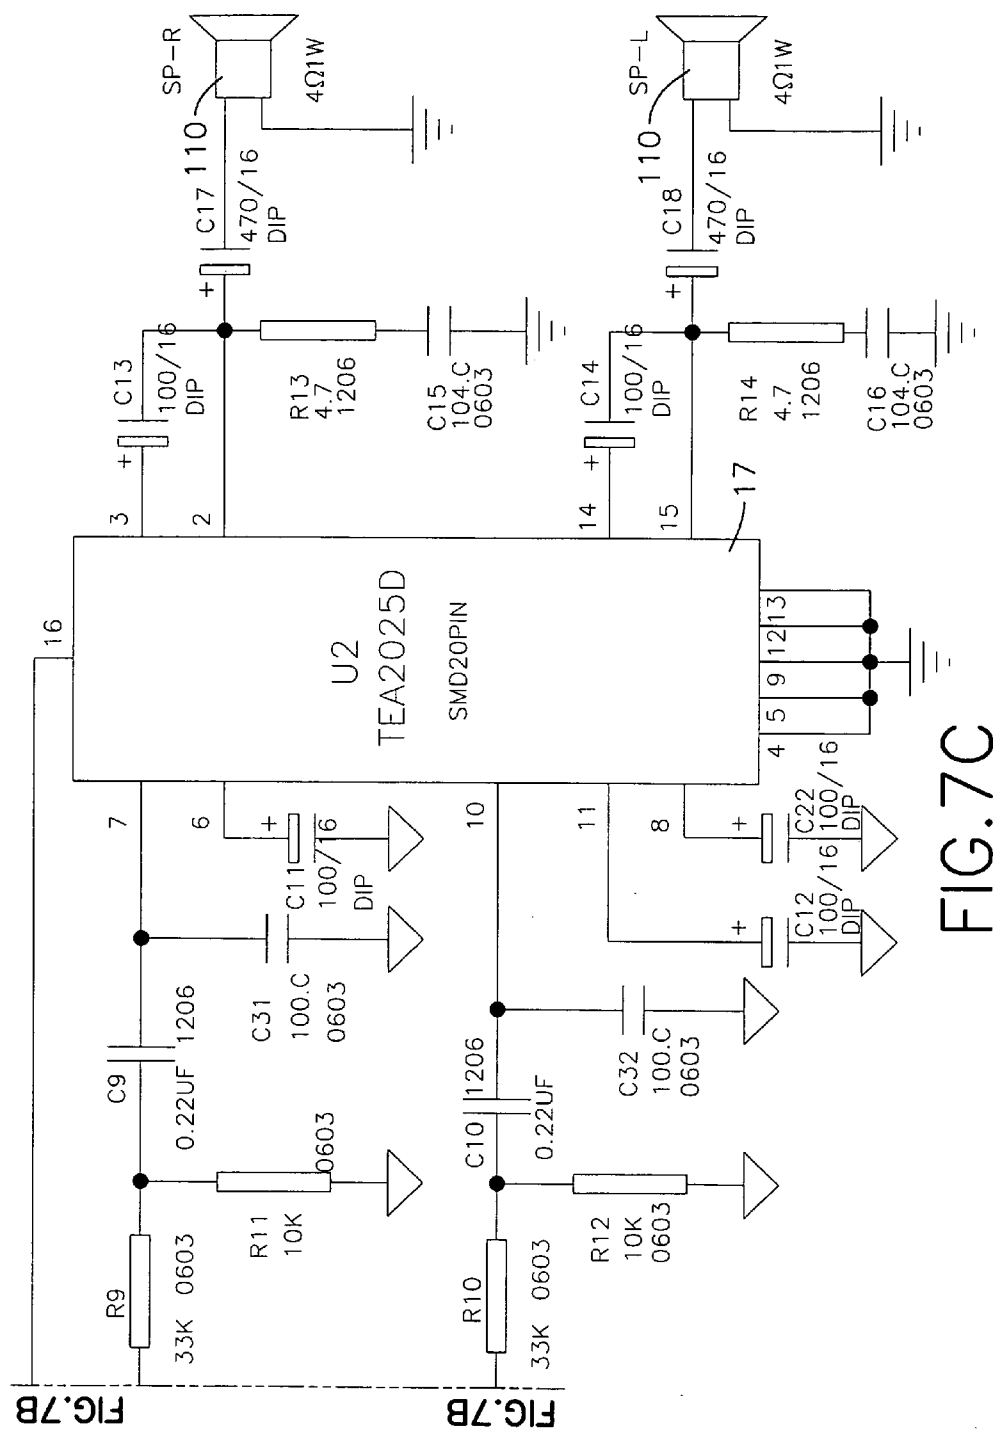 FIG.7B
FIG.7B
R9
33K 0603
R11
10K
0603
C9
0.22UF
1206
C31
100.C
0603
7
6
+
C11
100/16
DIP
R10
33K 0603
R12
10K
0603
C10
0.22UF
1206
C32
100.C
0603
10
11
8
+
C12
100/16
DIP
+
C22
100/16
DIP
16
U2
TEA2025D
SMD20PIN
17
4
5
9
12
13
3
2
+
C13
100/16
DIP
R13
4.7
1206
C15
104.C
0603
+
C17
470/16
DIP
110
SP-R
4Ω1W
14
15
+
C14
100/16
DIP
R14
4.7
1206
C16
104.C
0603
+
C18
470/16
DIP
110
SP-L
4Ω1W
FIG.7C